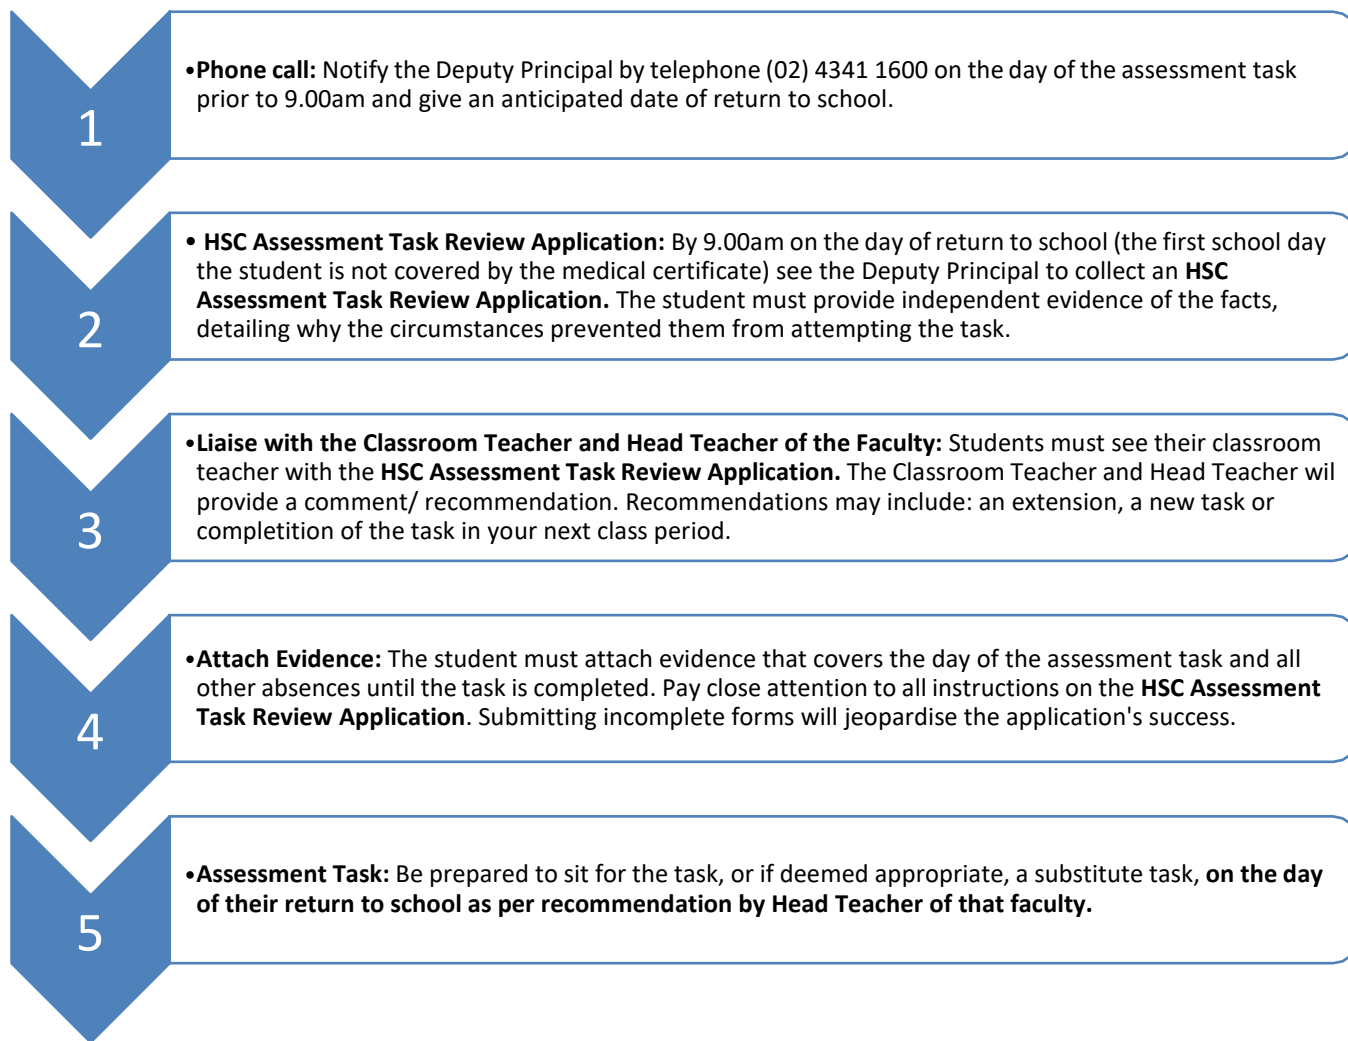 1
•Phone call: Notify the Deputy Principal by telephone (02) 4341 1600 on the day of the assessment task
prior to 9.00am and give an anticipated date of return to school.
2
• HSC Assessment Task Review Application: By 9.00am on the day of return to school (the first school day
the student is not covered by the medical certificate) see the Deputy Principal to collect an HSC
Assessment Task Review Application. The student must provide independent evidence of the facts,
detailing why the circumstances prevented them from attempting the task.
3
•Liaise with the Classroom Teacher and Head Teacher of the Faculty: Students must see their classroom
teacher with the HSC Assessment Task Review Application. The Classroom Teacher and Head Teacher wil
provide a comment/ recommendation. Recommendations may include: an extension, a new task or
completition of the task in your next class period.
4
•Attach Evidence: The student must attach evidence that covers the day of the assessment task and all
other absences until the task is completed. Pay close attention to all instructions on the HSC Assessment
Task Review Application. Submitting incomplete forms will jeopardise the application's success.
5
•Assessment Task: Be prepared to sit for the task, or if deemed appropriate, a substitute task, on the day
of their return to school as per recommendation by Head Teacher of that faculty.